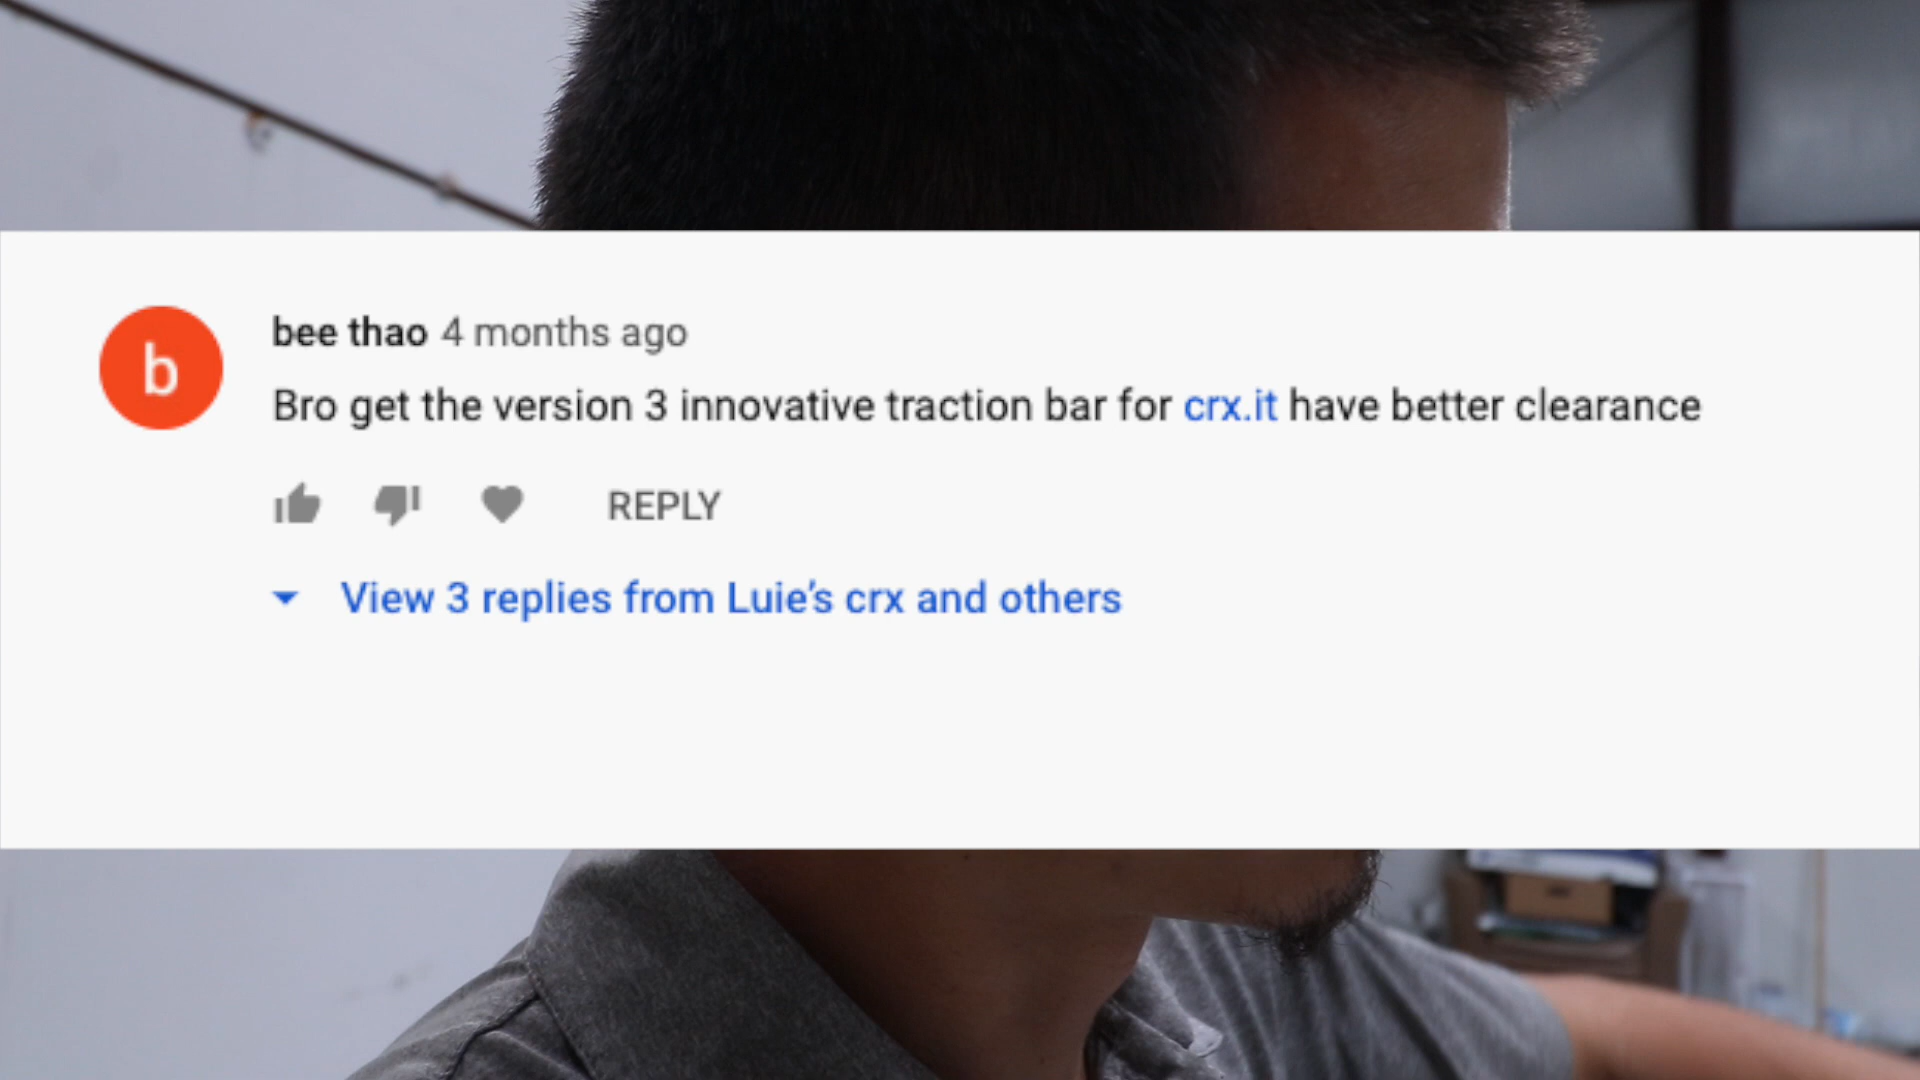 b
bee thao 4 months ago
Bro get the version 3 innovative traction bar for crx.it have better clearance
REPLY
View 3 replies from Luie's crx and others